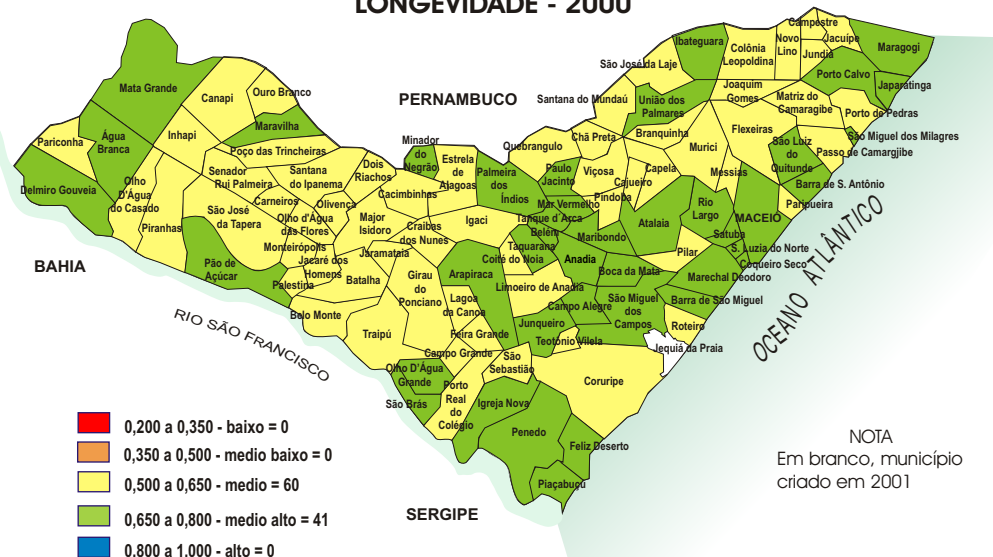 LONGEVIDADE - 2000
Campestre
Ibateguara
Colônia
Leopoldina
Novo
Lino
Jacuípe
Jundiá
Maragogi
São José da Laje
Porto Calvo
Mata Grande
Japaratinga
Joaquim
Gomes
Canapi
Ouro Branco
PERNAMBUCO
Santana do Mundaú
União dos
Palmares
Matriz do
Camaragibe
Porto de Pedras
Maravilha
Flexeiras
Água
Branca
Inhapi
Chã Preta
Branquinha
São Miguel dos Milagres
Pariconha
Minador
do
Negrão
Quebrangulo
Murici
São Luiz
do
Quitunde
Passo de Camargjibe
Poço das Trincheiras
Estrela
de
Alagoas
Dois
Riachos
Senador
Rui Palmeira
Santana
do Ipanema
Palmeira
dos
Índios
Paulo
Jacinto
Viçosa
Capela
Messias
Cajueiro
Barra de S. Antônio
Delmiro Gouveia
Olho
D'Água
do Casado
Cacimbinhas
Pindoba
Mar Vermelho
Paripueira
Carneiros
Olivença
Rio
Largo
São José
da Tapera
Olho d'Água
das Flores
Major
Isidoro
Igaci
Tanque d'Arca
Atalaia
MACEIÓ
Piranhas
Craíbas
dos Nunes
Belém
Maribondo
Satuba
Monteirópolis
Taquarana
S. Luzia do Norte
Jaramataia
Coité do Noia
Anadia
Pilar
Coqueiro Seco
BAHIA
Pão de
Açúcar
Jacaré dos
Homens
Girau
do
Ponciano
Arapiraca
Boca da Mata
Marechal Deodoro
Palestina
Batalha
Limoeiro de Anadia
Lagoa
da Canoa
Campo Alegre
São Miguel
dos
Campos
Barra de São Miguel
Belo Monte
RIO SÃO FRANCISCO
Junqueiro
Roteiro
Traipú
Feira Grande
Teotônio Vilela
Jequiá da Praia
OCEANO ATLÂNTICO
Campo Grande
São
Sebastião
Olho D'Água
Grande
Coruripe
Porto
Real
do
Colégio
São Brás
Igreja Nova
Penedo
Feliz Deserto
Piaçabuçu
SERGIPE
0,200 a 0,350 - baixo = 0
0,350 a 0,500 - medio baixo = 0
0,500 a 0,650 - medio = 60
0,650 a 0,800 - medio alto = 41
0,800 a 1,000 - alto = 0
NOTA
Em branco, município
criado em 2001